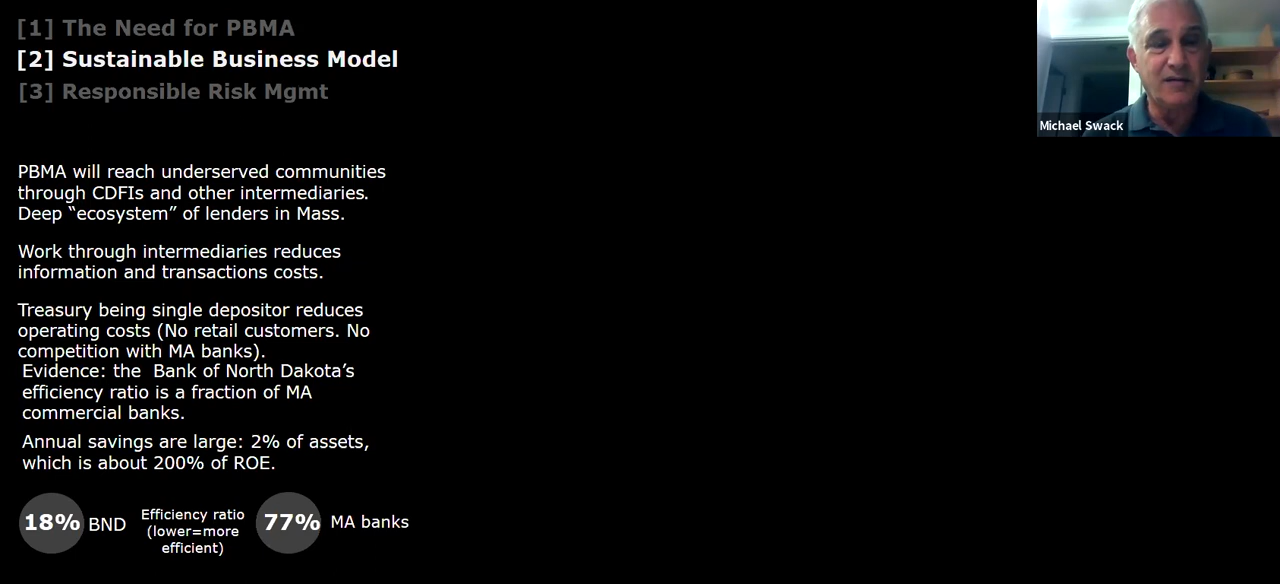 [1] The Need for PBMA
[2] Sustainable Business Model
[3] Responsible Risk Mgmt
Michael Swack
PBMA will reach underserved communities
through CDFIs and other intermediaries.
Deep “ecosystem” of lenders in Mass.
Work through intermediaries reduces
information and transactions costs.
Treasury being single depositor reduces
operating costs (No retail customers. No
competition with MA banks).
Evidence: the  Bank of North Dakota’s
efficiency ratio is a fraction of MA
commercial banks.
Annual savings are large: 2% of assets,
which is about 200% of ROE.
18% BND
Efficiency ratio
(lower=more
efficient)
77% MA banks